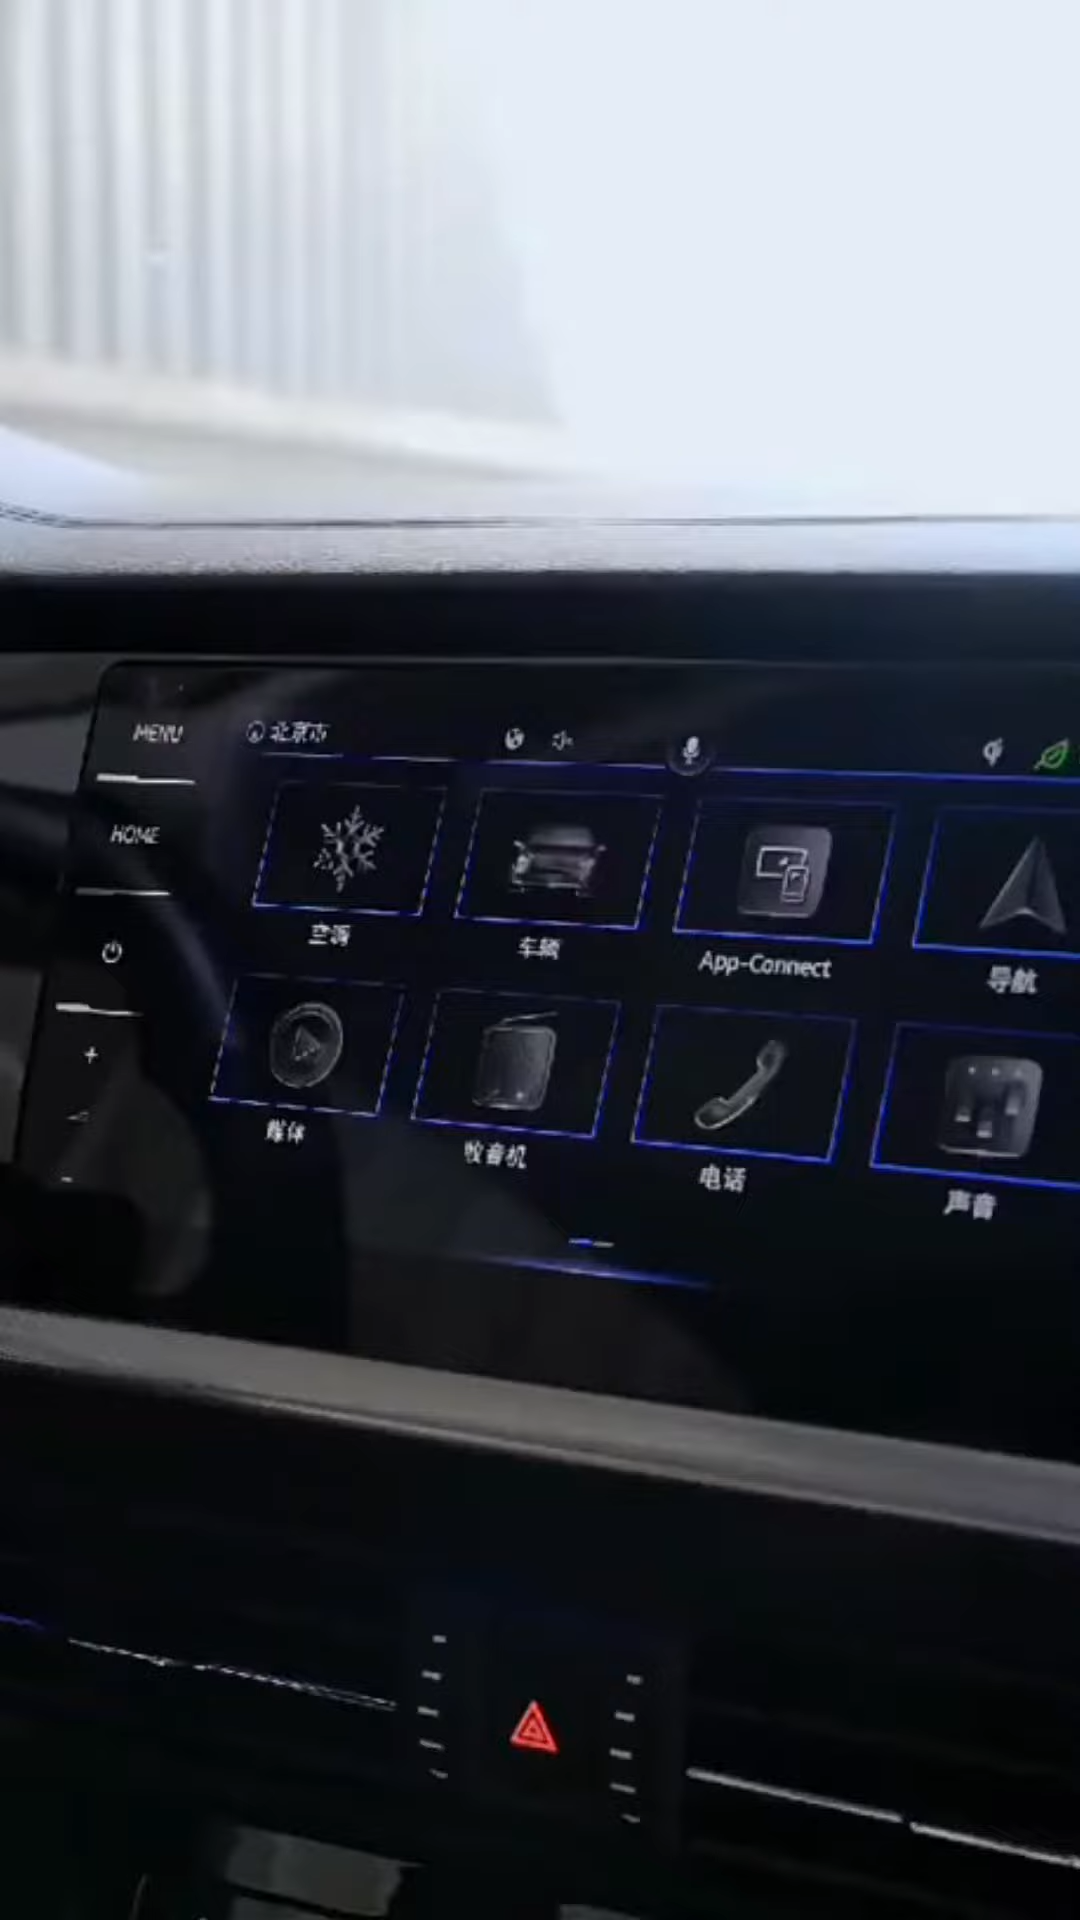 MENU
北京市
HOME
空调
车辆
App-Connect
导航
+
媒体
收音机
电话
声音
-